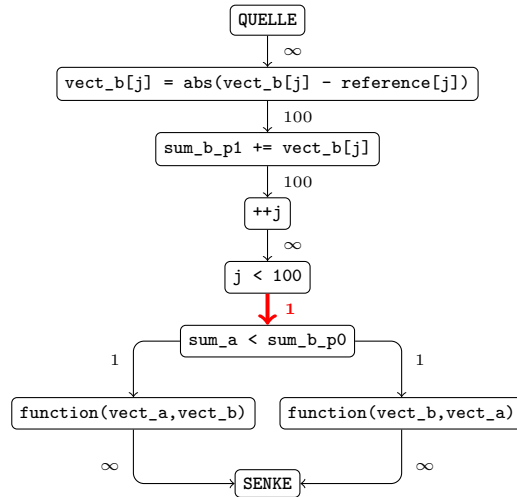 QUELLE
∞
vect_b[j] = abs(vect_b[j] - reference[j])
100
sum_b_p1 += vect_b[j]
100
++j
∞
j < 100
1
sum_a < sum_b_p0
1 1
function(vect_a,vect_b) function(vect_b,vect_a)
∞ ∞
SENKE